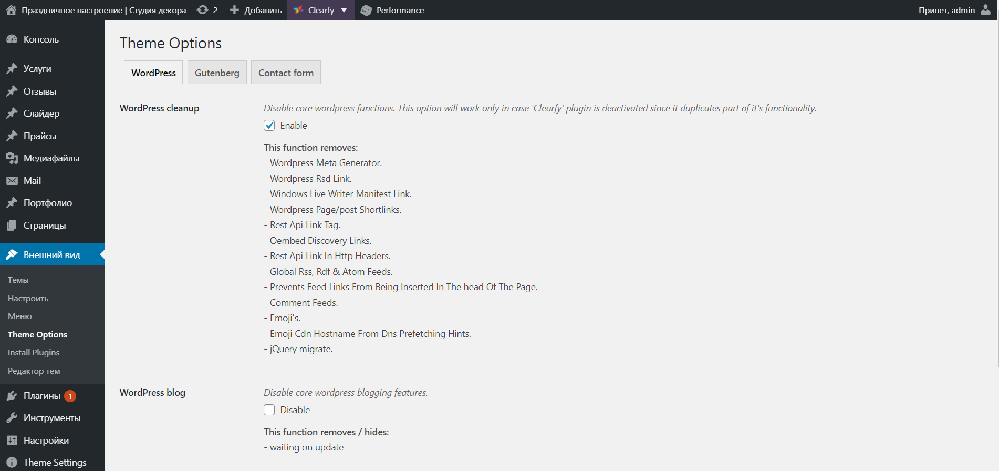 Праздничное настроение | Студия декора 2 Добавить Clearfy Performance Привет, admin
Консоль
Услуги
Отзывы
Слайдер
Прайсы
Медиафайлы
Mail
Портфолио
Страницы
Внешний вид
Темы
Настроить
Меню
Theme Options
Install Plugins
Редактор тем
Плагины 1
Инструменты
Настройки
Theme Settings
Theme Options
WordPress Gutenberg Contact form
WordPress cleanup
Disable core wordpress functions. This option will work only in case 'Clearfy' plugin is deactivated since it duplicates part of it's functionality.
Enable
This function removes:
- Wordpress Meta Generator.
- Wordpress Rsd Link.
- Windows Live Writer Manifest Link.
- Wordpress Page/post Shortlinks.
- Rest Api Link Tag.
- Oembed Discovery Links.
- Rest Api Link In Http Headers.
- Global Rss, Rdf & Atom Feeds.
- Prevents Feed Links From Being Inserted In The head Of The Page.
- Comment Feeds.
- Emoji's.
- Emoji Cdn Hostname From Dns Prefetching Hints.
- jQuery migrate.
WordPress blog
Disable core wordpress blogging features.
Disable
This function removes / hides:
- waiting on update